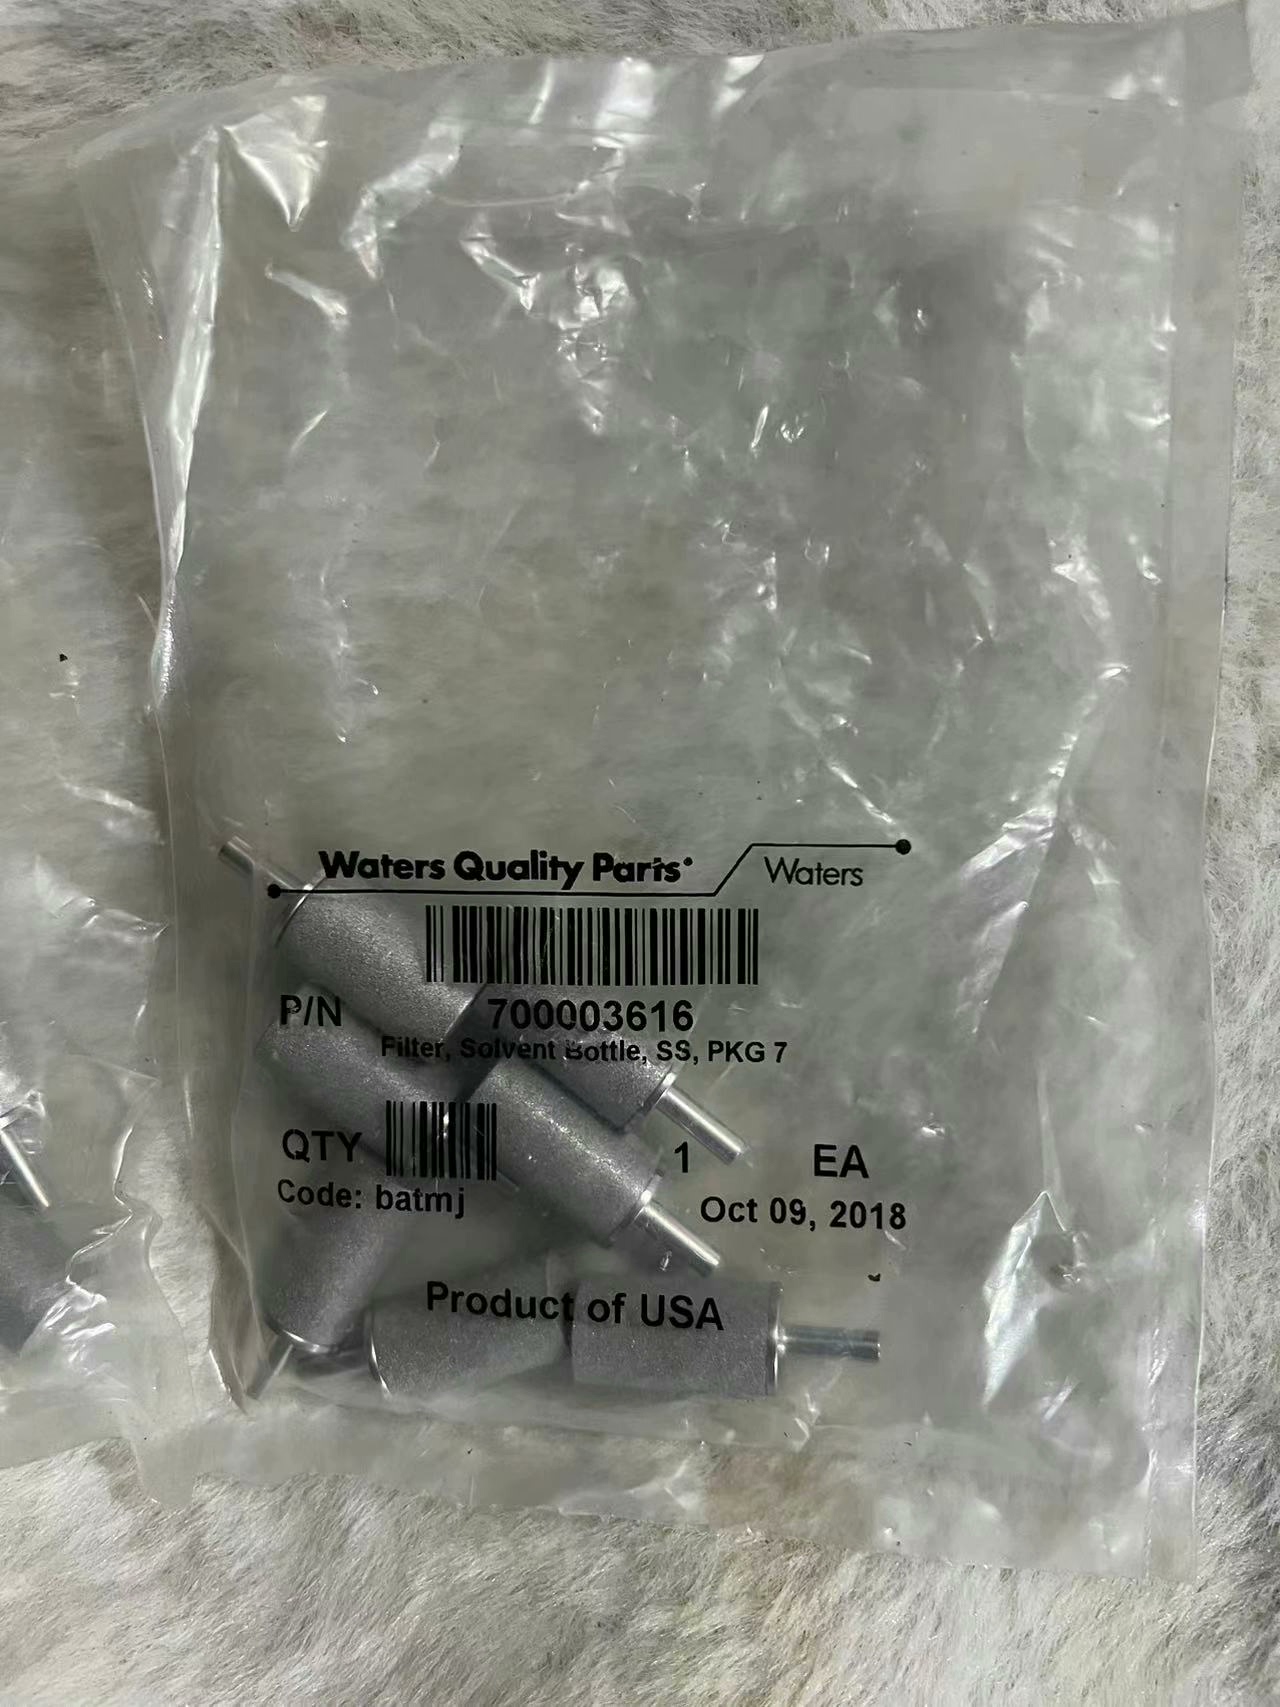 Waters Quality Parts
Waters
P/N 700003616
Filter, Solvent Bottle, SS, PKG 7
QTY 1 EA
Code: batmj Oct 09, 2018
Product of USA